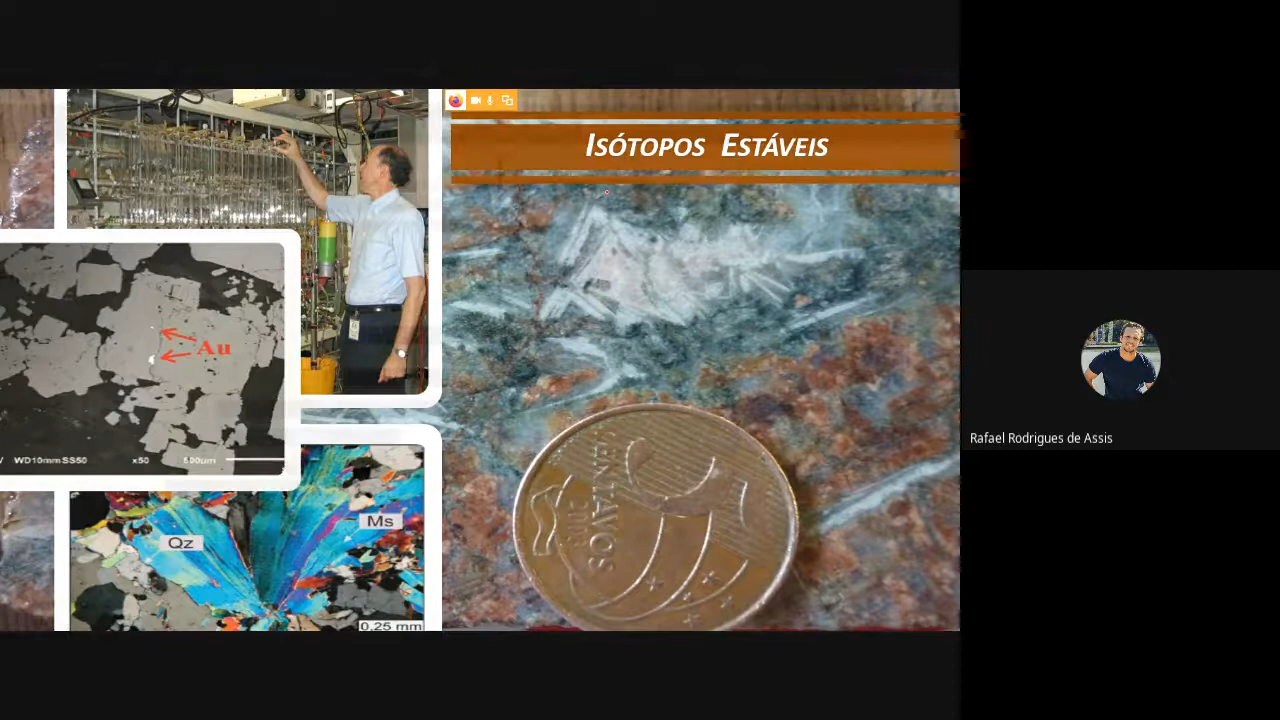 ISÓTOPOS ESTÁVEIS
Au
WD10mm SS50 x50 500µm
Qz
Ms
0.25 mm
CENTAVOS
Rafael Rodrigues de Assis